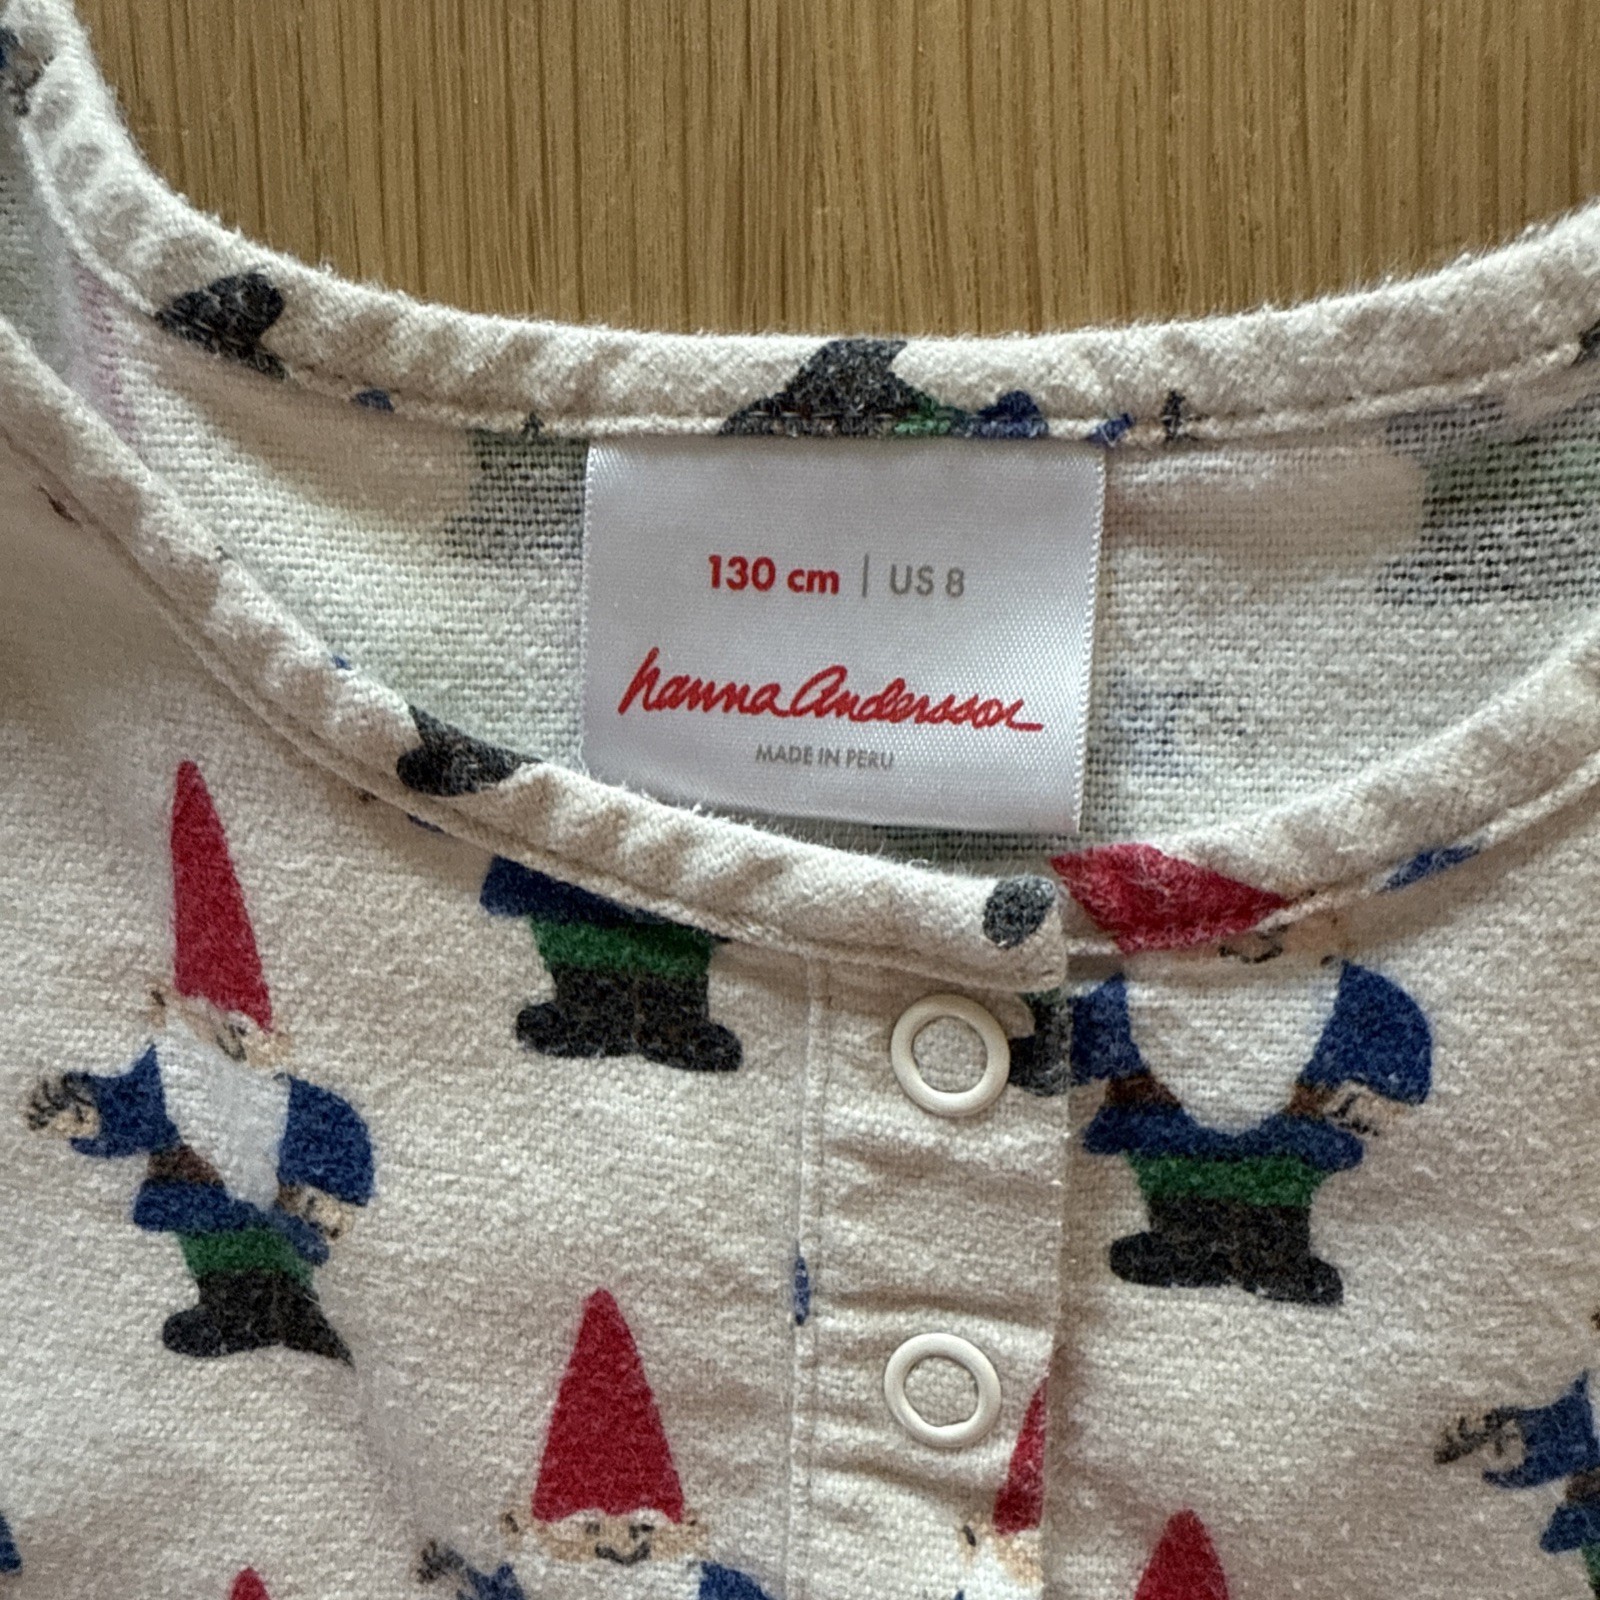 130 cm | US 8
hanna Andersson
MADE IN PERU